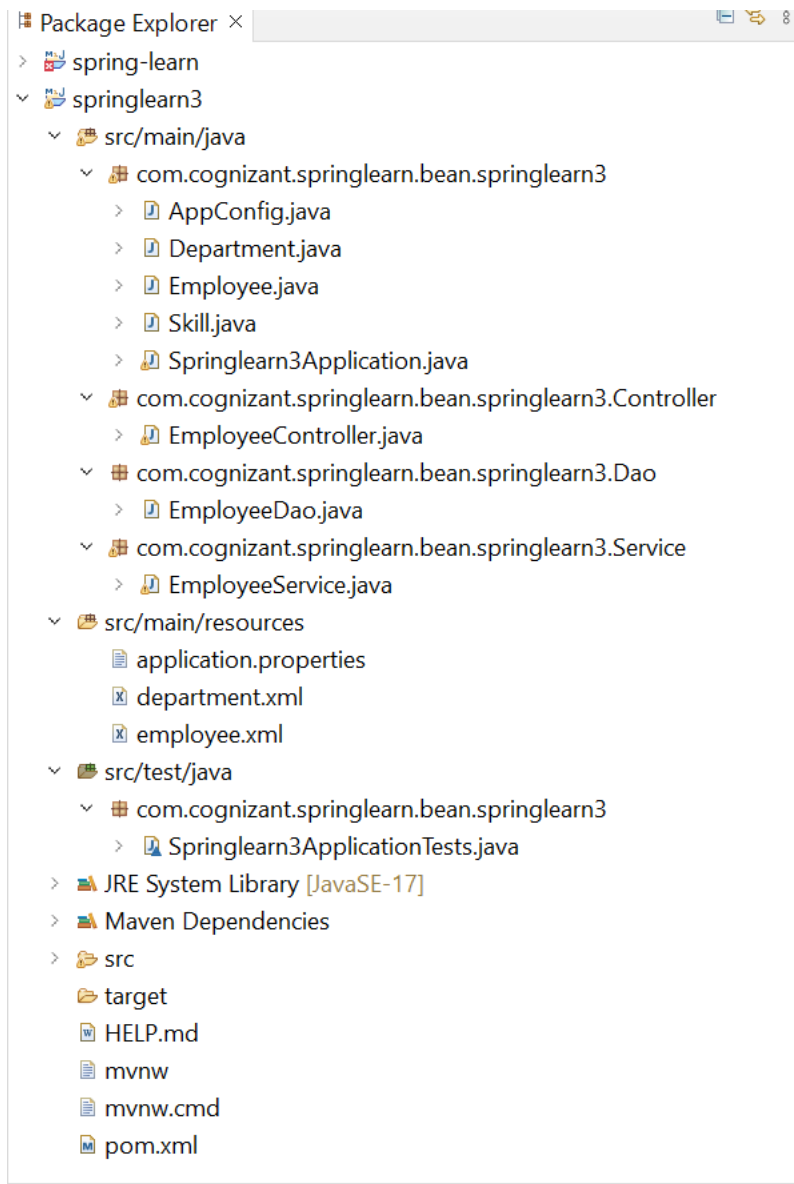 Package Explorer ×
spring-learn
springlearn3
src/main/java
com.cognizant.springlearn.bean.springlearn3
AppConfig.java
Department.java
Employee.java
Skill.java
Springlearn3Application.java
com.cognizant.springlearn.bean.springlearn3.Controller
EmployeeController.java
com.cognizant.springlearn.bean.springlearn3.Dao
EmployeeDao.java
com.cognizant.springlearn.bean.springlearn3.Service
EmployeeService.java
src/main/resources
application.properties
department.xml
employee.xml
src/test/java
com.cognizant.springlearn.bean.springlearn3
Springlearn3ApplicationTests.java
JRE System Library [JavaSE-17]
Maven Dependencies
src
target
HELP.md
mvnw
mvnw.cmd
pom.xml